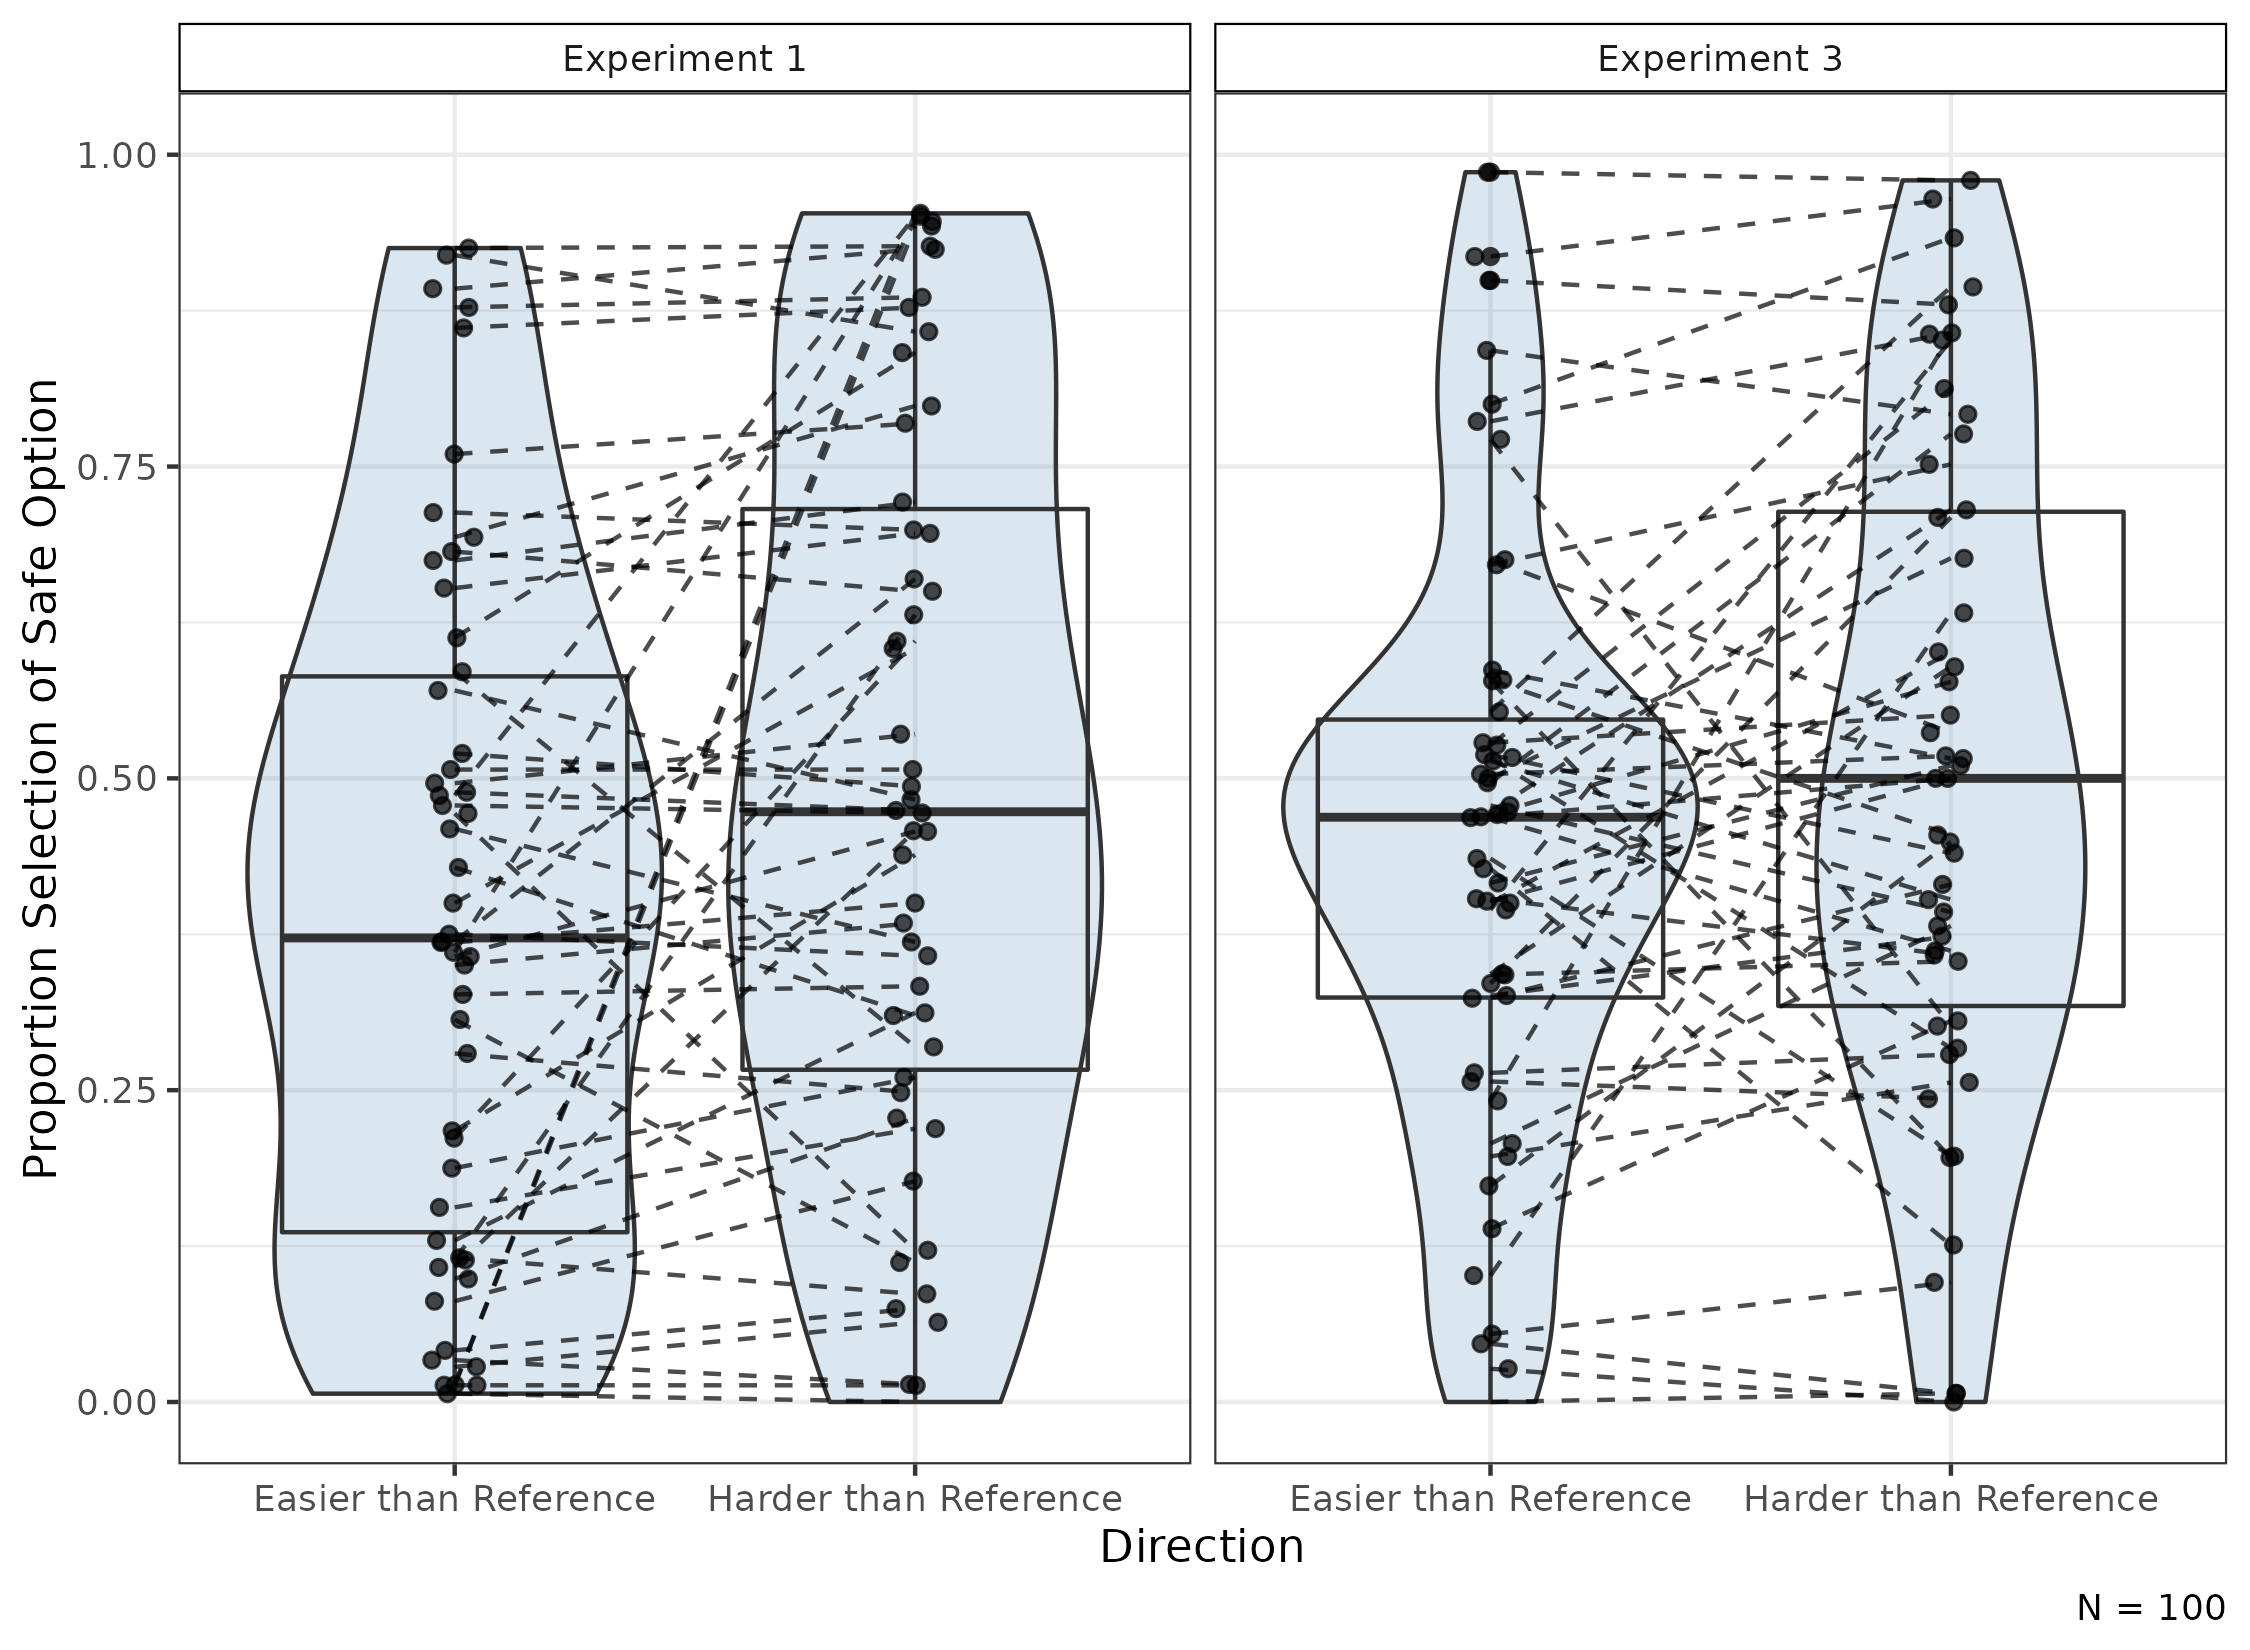 Experiment 1
Experiment 3
Proportion Selection of Safe Option
1.00
0.75
0.50
0.25
0.00
Easier than Reference
Harder than Reference
Easier than Reference
Harder than Reference
Direction
N = 100